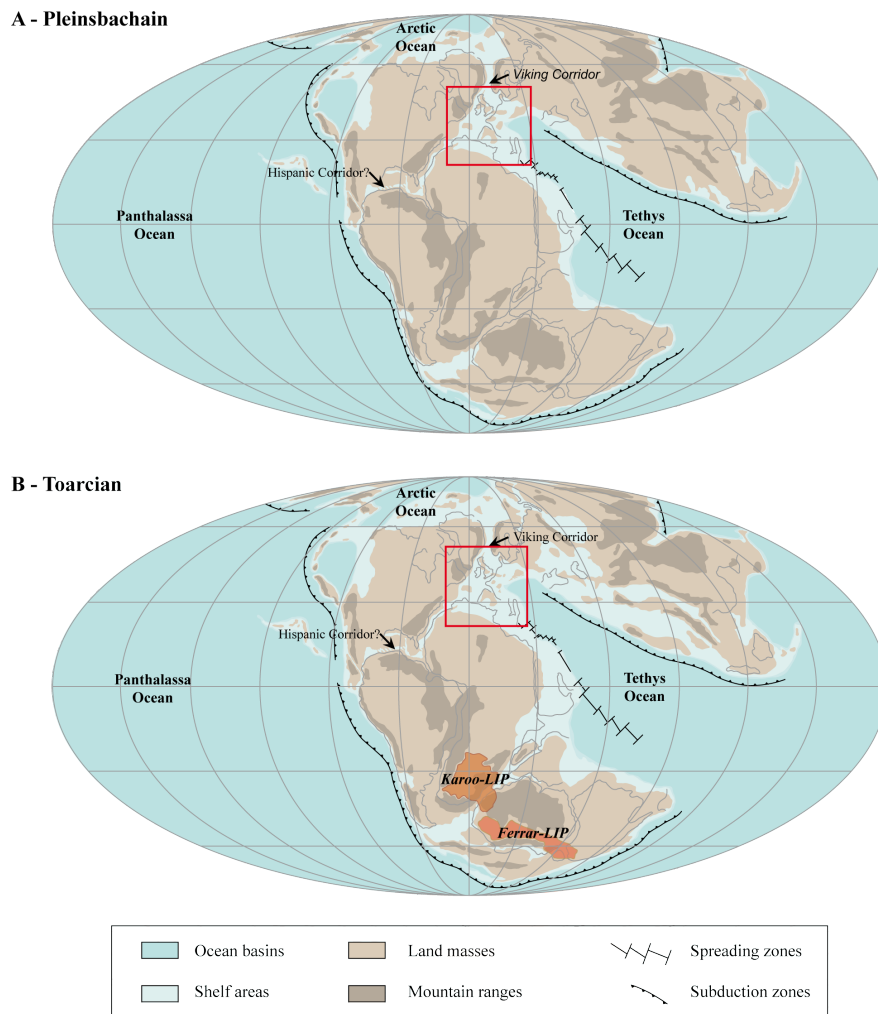 A - Pleinsbachain
Arctic
Ocean
Viking Corridor
Hispanic Corridor?
Panthalassa
Ocean
Tethys
Ocean
B - Toarcian
Arctic
Ocean
Viking Corridor
Hispanic Corridor?
Panthalassa
Ocean
Tethys
Ocean
Karoo-LIP
Ferrar-LIP
Ocean basins
Land masses
Spreading zones
Shelf areas
Mountain ranges
Subduction zones